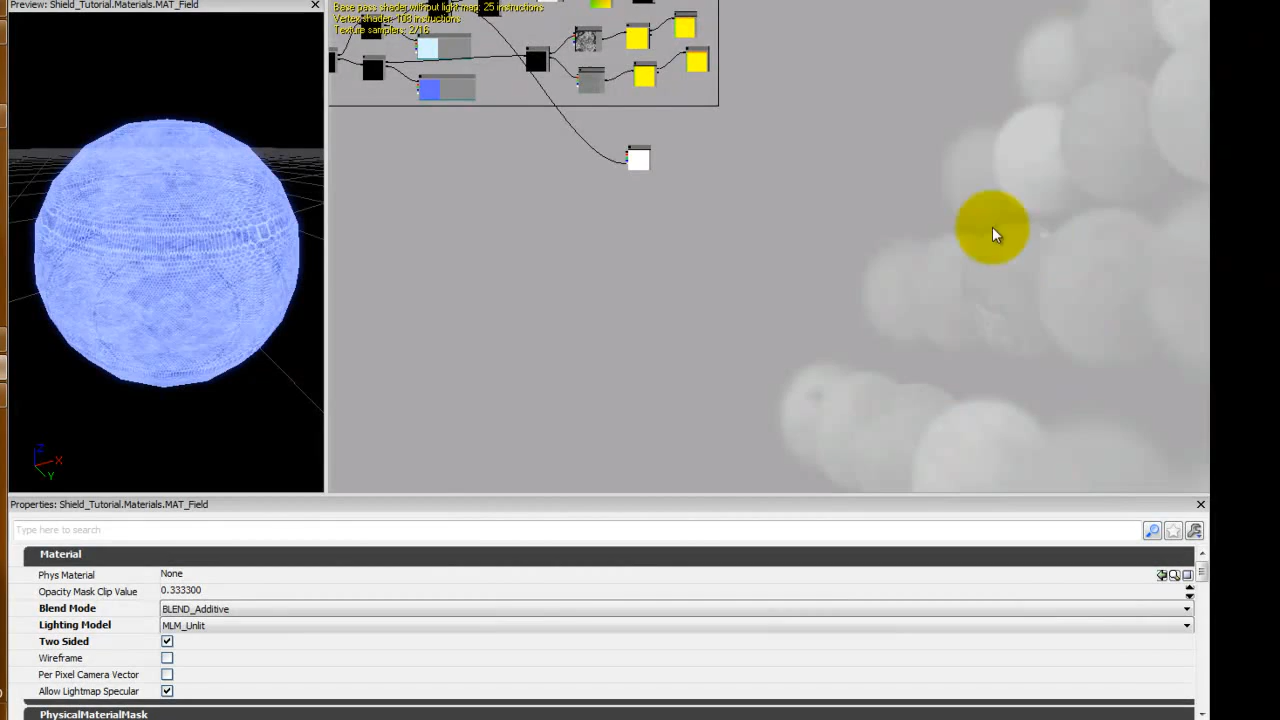 Preview: Shield_Tutorial.Materials.MAT_Field
Base pass shader without light-map: 25 instructions
Vertex shader: 108 instructions
Texture samplers: 2/16
Z
X
Y
Properties: Shield_Tutorial.Materials.MAT_Field
Type here to search
Material
Phys Material None
Opacity Mask Clip Value 0.333300
Blend Mode BLEND_Additive
Lighting Model MLM_Unlit
Two Sided
Wireframe
Per Pixel Camera Vector
Allow Lightmap Specular
PhysicalMaterialMask